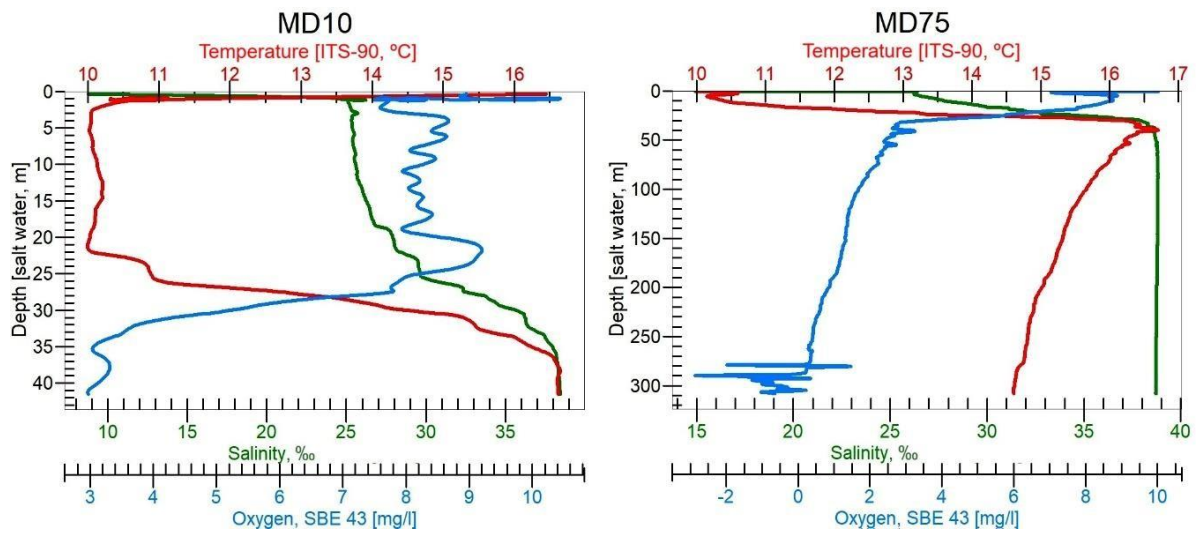 MD10
Temperature [ITS-90, ºC]
10 11 12 13 14 15 16
Depth [salt water, m]
0
5
10
15
20
25
30
35
40
10 15 20 25 30 35
Salinity, ‰
3 4 5 6 7 8 9 10
Oxygen, SBE 43 [mg/l]
MD75
Temperature [ITS-90, ºC]
10 11 12 13 14 15 16 17
Depth [salt water, m]
0
50
100
150
200
250
300
15 20 25 30 35 40
Salinity, ‰
-2 0 2 4 6 8 10
Oxygen, SBE 43 [mg/l]